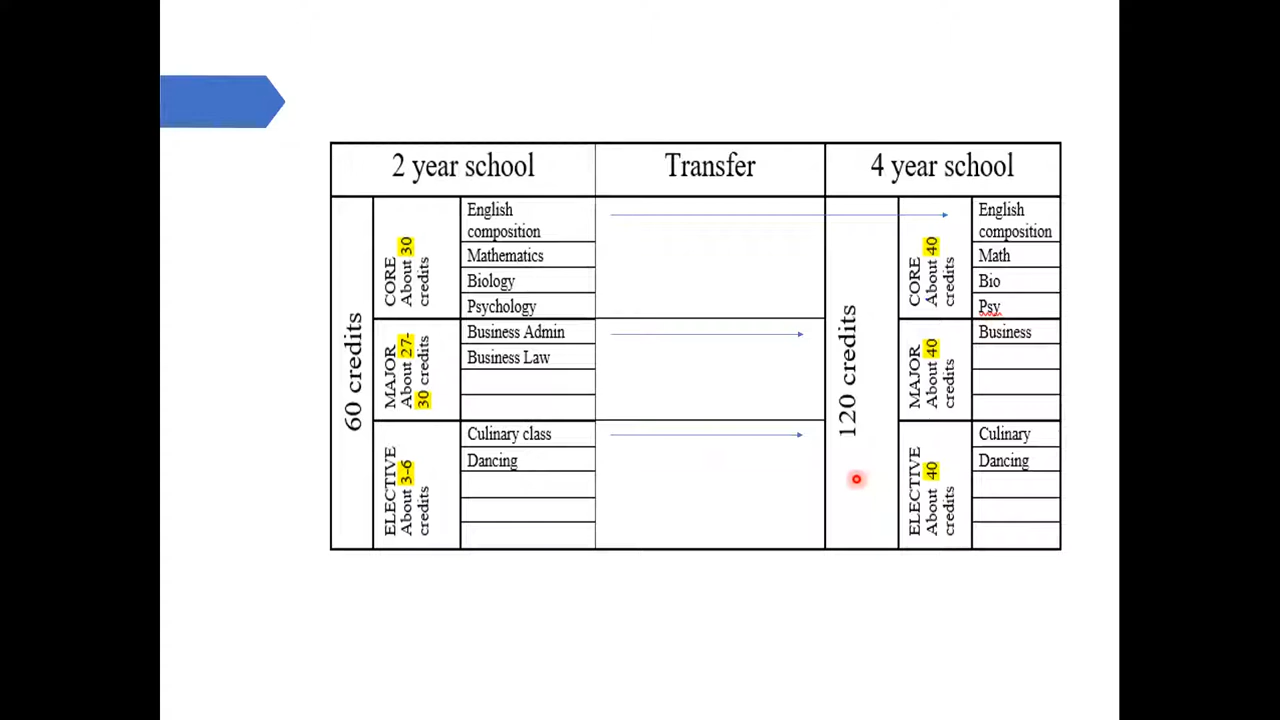 2 year school
Transfer
4 year school
60 credits
CORE
About 30
credits
English
composition
Mathematics
Biology
Psychology
MAJOR
About 27-
30 credits
Business Admin
Business Law
ELECTIVE
About 3-6
credits
Culinary class
Dancing
120 credits
CORE
About 40
credits
English
composition
Math
Bio
Psy
MAJOR
About 40
credits
Business
ELECTIVE
About 40
credits
Culinary
Dancing